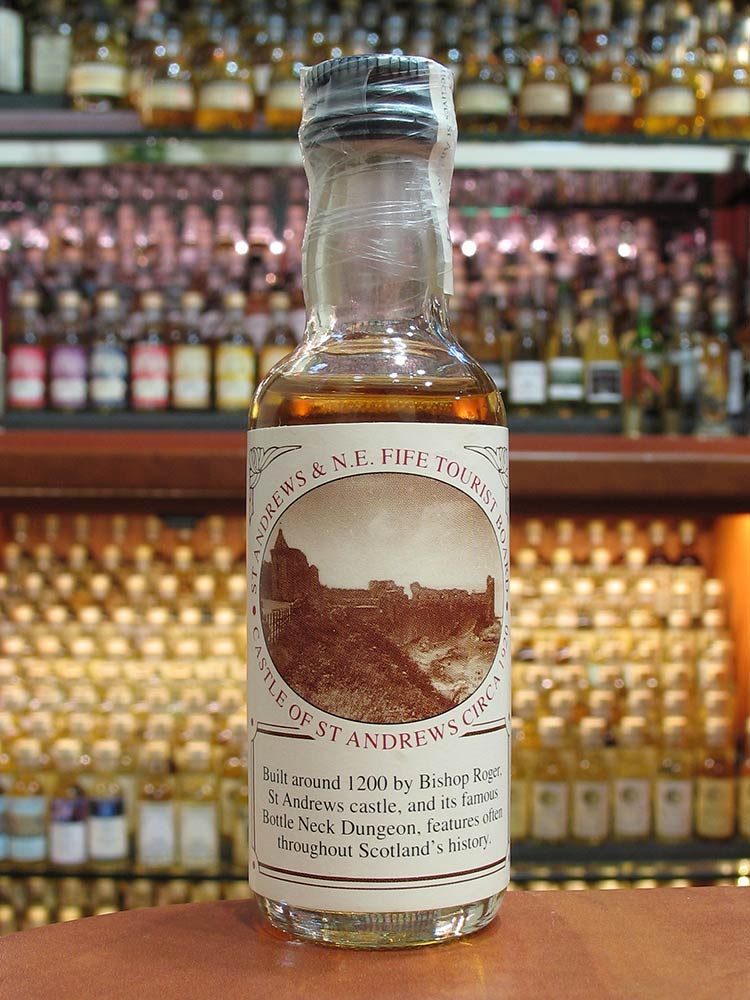 ST ANDREWS & N.E. FIFE TOURIST BOARD
CASTLE OF ST ANDREWS CIRCA 1950
Built around 1200 by Bishop Roger,
St Andrews castle, and its famous
Bottle Neck Dungeon, features often
throughout Scotland's history.